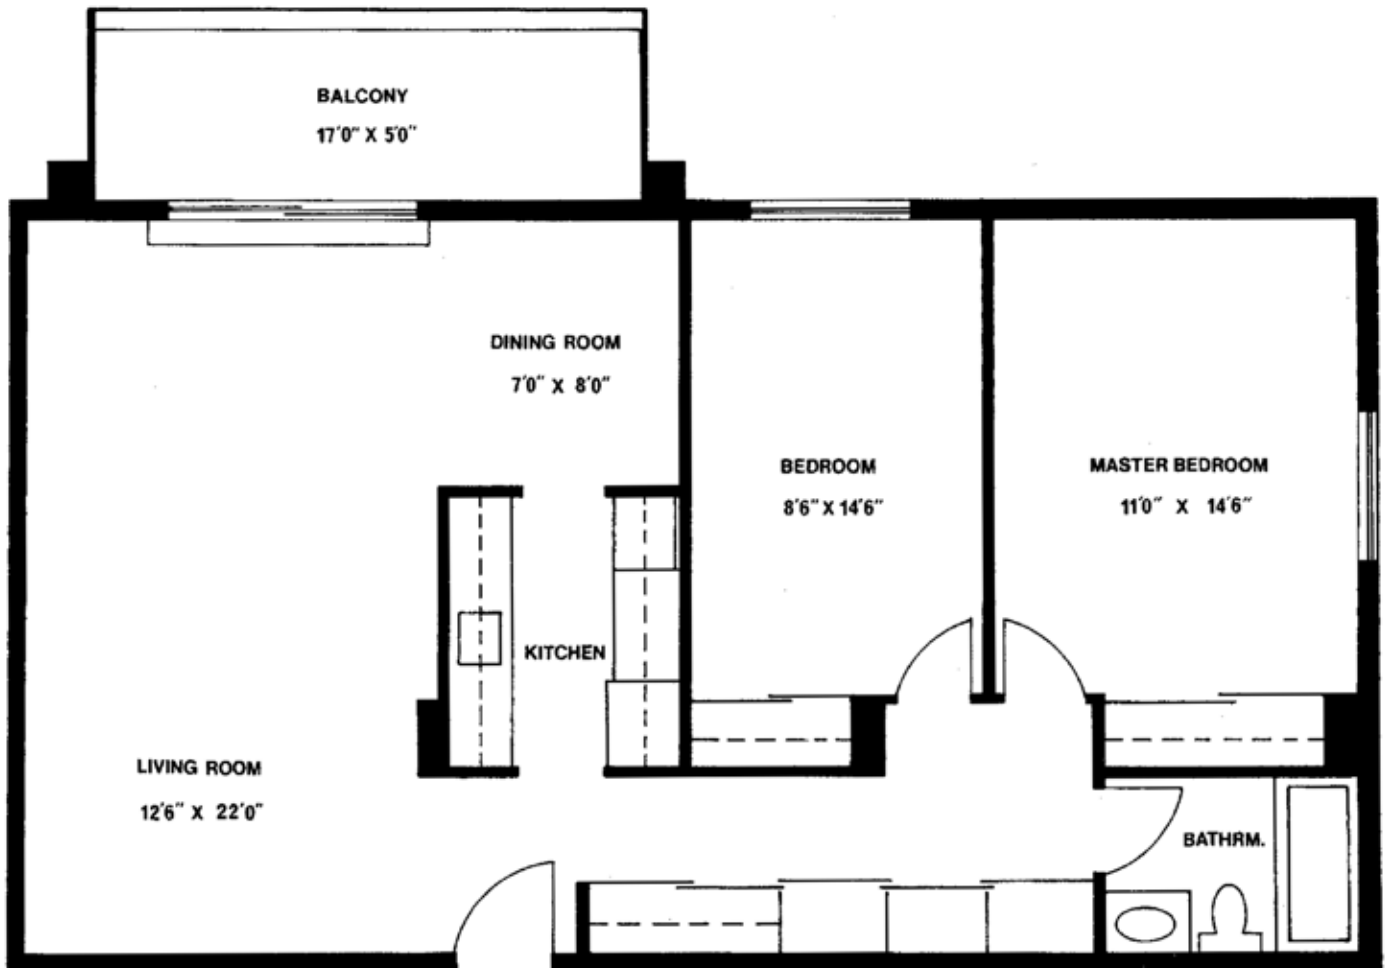 BALCONY
17'0" X 5'0"
DINING ROOM
7'0" X 8'0"
BEDROOM
8'6" X 14'6"
MASTER BEDROOM
11'0" X 14'6"
KITCHEN
LIVING ROOM
12'6" X 22'0"
BATHRM.